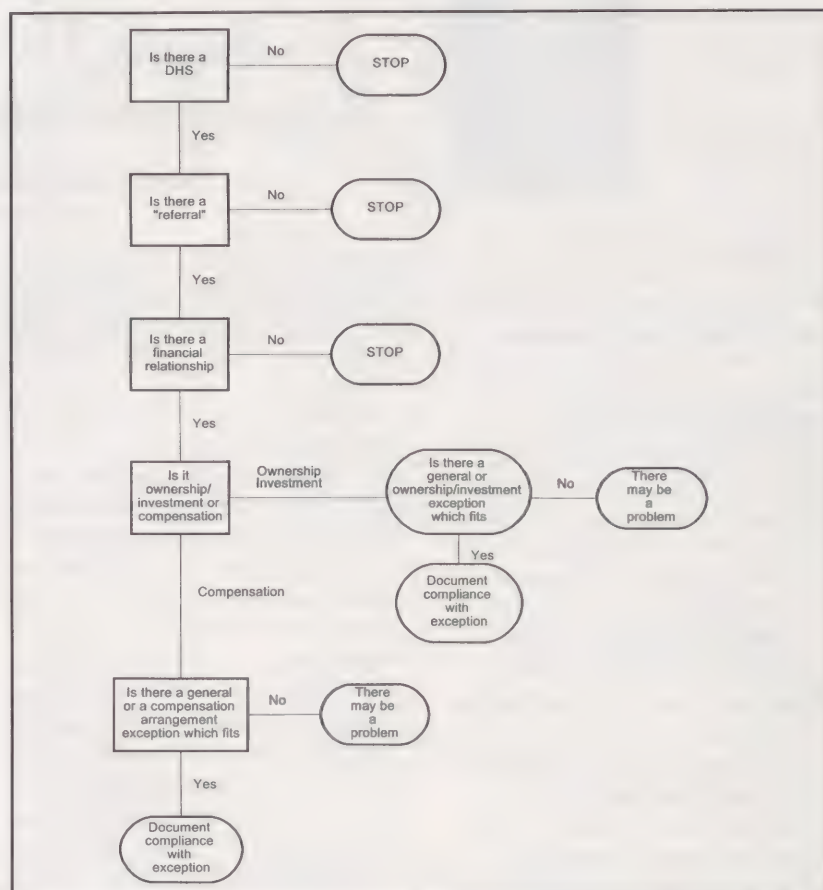 Is there a
DHS
No
STOP
Yes
Is there a
"referral"
No
STOP
Yes
Is there a
financial
relationship
No
STOP
Yes
Is it
ownership/
investment or
compensation
Ownership
Investment
Is there a
general or
ownership/investment
exception
which fits
No
There
may be
a
problem
Yes
Document
compliance
with
exception
Compensation
Is there a general
or a compensation
arrangement
exception which fits
No
There
may be
a
problem
Yes
Document
compliance
with
exception